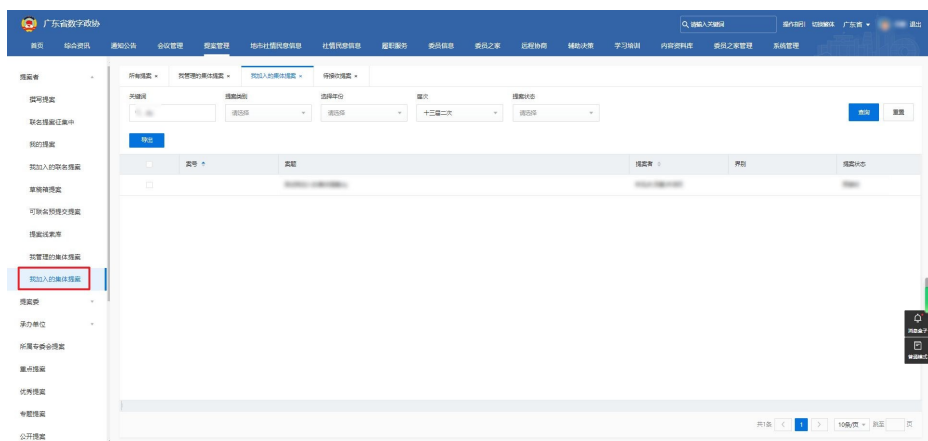 广东省数字政协
请输入关键词
操作指引 切换繁体 广东省 退出
首页 综合资讯 通知公告 会议管理 提案管理 地市社情民意信息 社情民意信息 履职服务 委员信息 委员之家 远程协商 辅助决策 学习培训 内容资料库 委员之家管理 系统管理
提案者
撰写提案
联名提案征集中
我的提案
我加入的联名提案
草稿箱提案
可联名预提交提案
提案线索库
我管理的集体提案
我加入的集体提案
提案委
承办单位
所属专委会提案
重点提案
优秀提案
专题提案
公开提案
所有提案 × 我管理的集体提案 × 我加入的集体提案 × 待接收提案 ×
关键词 提案类别 选择年份 届次 提案状态
请选择 请选择 十三届二次 请选择
查询 重置
导出
案号 案题 提案者 界别 提案状态
共1条 1 10条/页 跳至 页
消息盒子
普通模式